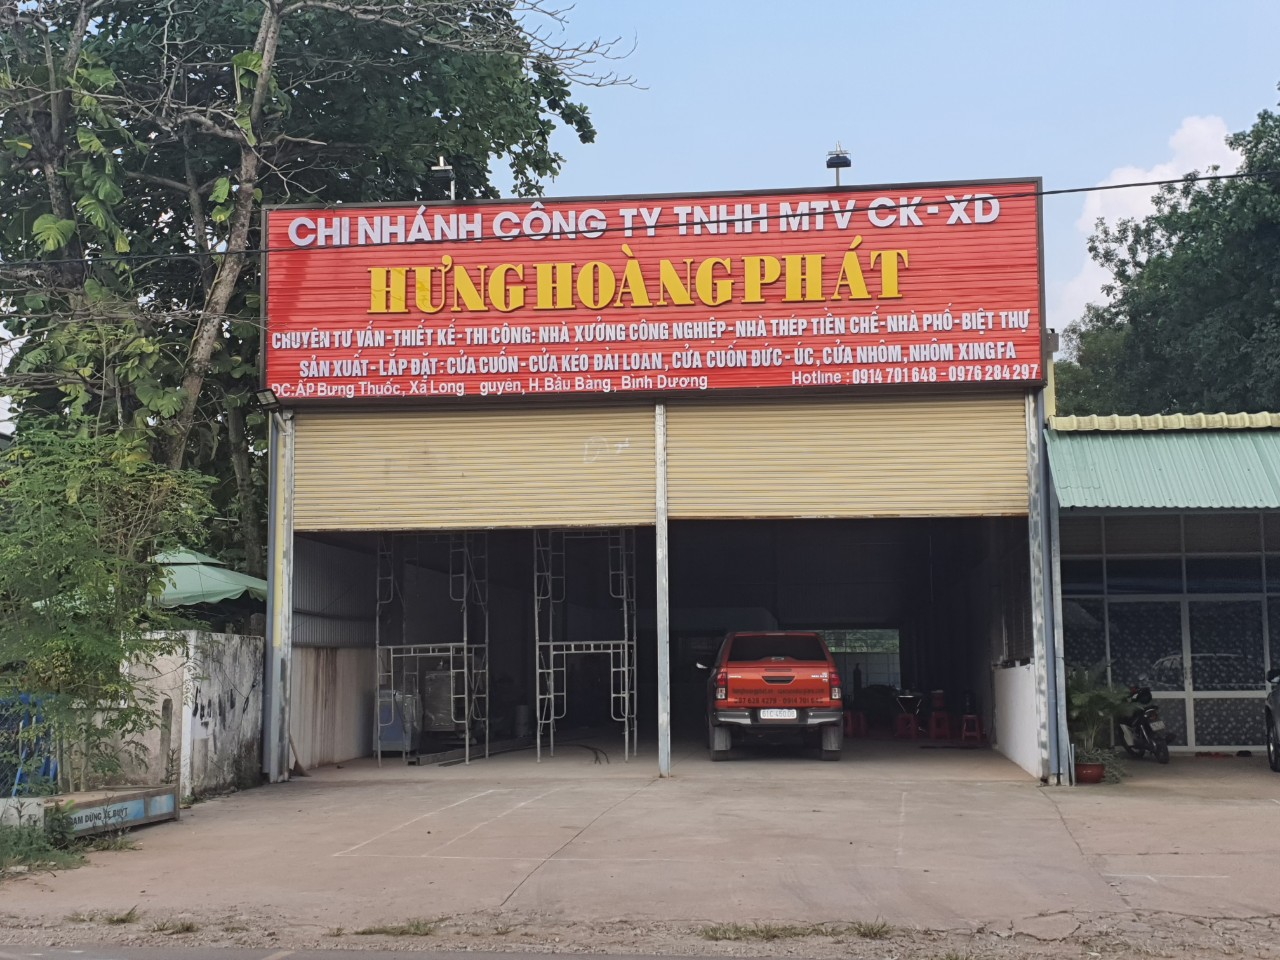 CHI NHÁNH CÔNG TY TNHH MTV CK-XD
HƯNG HOÀNG PHÁT
CHUYÊN TƯ VẤN-THIẾT KẾ-THI CÔNG: NHÀ XƯỞNG CÔNG NGHIỆP-NHÀ THÉP TIỀN CHẾ-NHÀ PHỐ-BIỆT THỰ
SẢN XUẤT-LẮP ĐẶT: CỬA CUỐN-CỬA KÉO ĐÀI LOAN, CỬA CUỐN ĐỨC-ÚC, CỬA NHÔM, NHÔM XINGFA
ĐC: ẤP Bưng Thuốc, Xả Long guyên, H.Bầu Bàng, Bình Dương
Hotline: 0914 701 648 - 0976 284 297
XE BUÝT